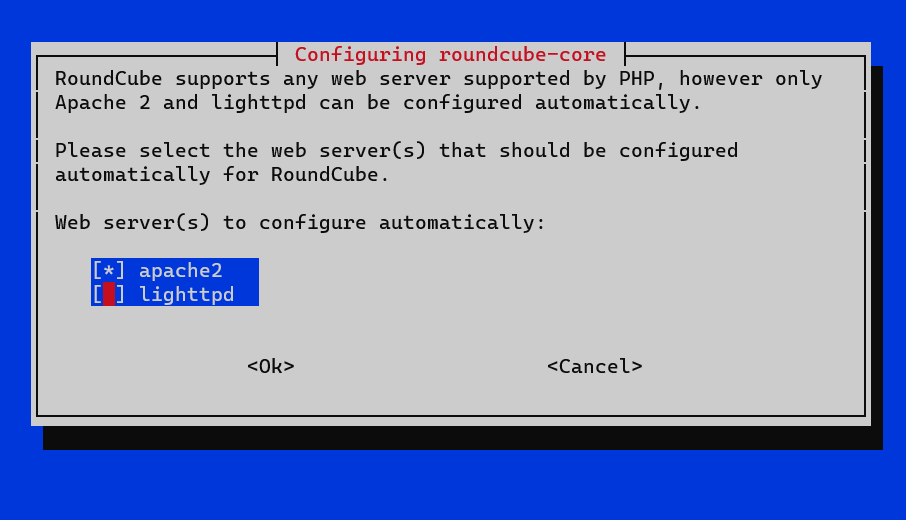 Configuring roundcube-core
RoundCube supports any web server supported by PHP, however only
Apache 2 and lighttpd can be configured automatically.
Please select the web server(s) that should be configured
automatically for RoundCube.
Web server(s) to configure automatically:
[*] apache2
[ ] lighttpd
<Ok> <Cancel>